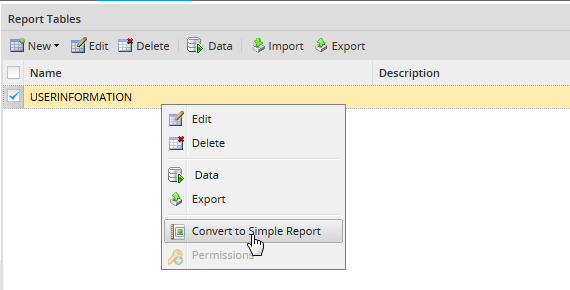 Report Tables
New Edit Delete Data Import Export
Name Description
USERINFORMATION
Edit
Delete
Data
Export
Convert to Simple Report
Permissions